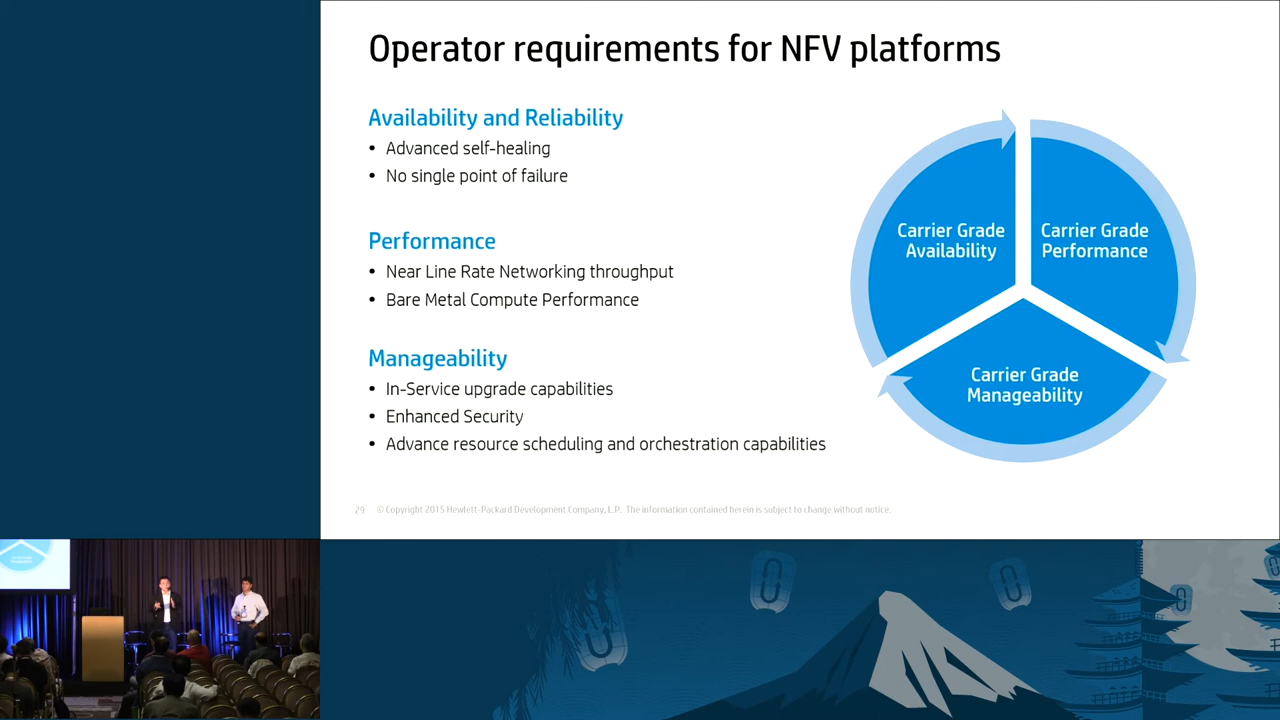 Operator requirements for NFV platforms
Availability and Reliability
• Advanced self-healing
• No single point of failure
Performance
• Near Line Rate Networking throughput
• Bare Metal Compute Performance
Manageability
• In-Service upgrade capabilities
• Enhanced Security
• Advance resource scheduling and orchestration capabilities
Carrier Grade
Availability
Carrier Grade
Performance
Carrier Grade
Manageability
29 © Copyright 2015 Hewlett-Packard Development Company, L.P. The information contained herein is subject to change without notice.